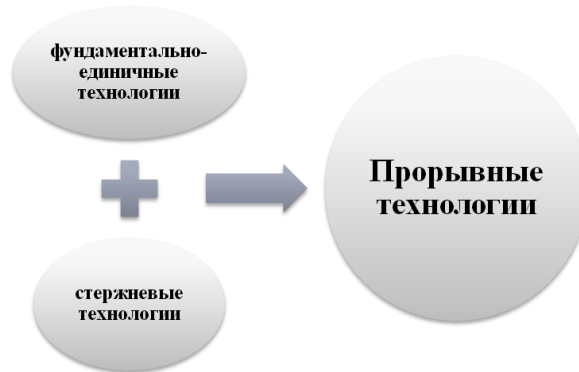 фундаментально-
единичные
технологии
стержневые
технологии
Прорывные
технологии